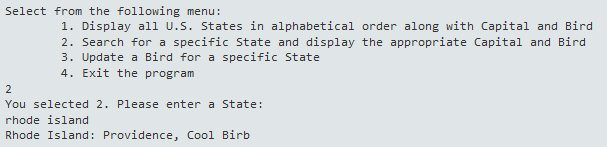 Select from the following menu:
1. Display all U.S. States in alphabetical order along with Capital and Bird
2. Search for a specific State and display the appropriate Capital and Bird
3. Update a Bird for a specific State
4. Exit the program
2
You selected 2. Please enter a State:
rhode island
Rhode Island: Providence, Cool Birb